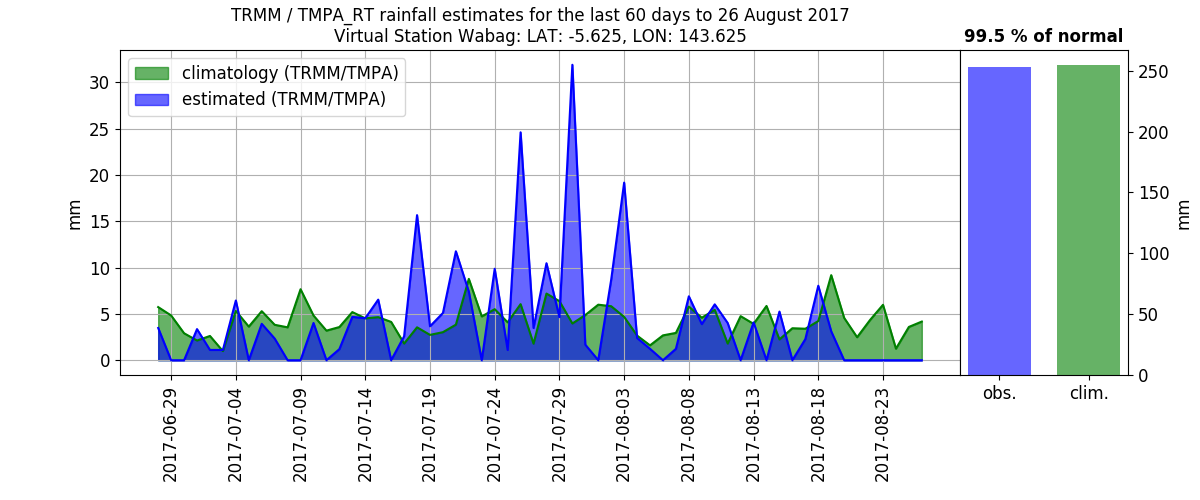 TRMM / TMPA_RT rainfall estimates for the last 60 days to 26 August 2017
Virtual Station Wabag: LAT: -5.625, LON: 143.625
99.5 % of normal
climatology (TRMM/TMPA)
estimated (TRMM/TMPA)
30
25
20
15
10
5
0
mm
2017-06-29
2017-07-04
2017-07-09
2017-07-14
2017-07-19
2017-07-24
2017-07-29
2017-08-03
2017-08-08
2017-08-13
2017-08-18
2017-08-23
250
200
150
100
50
0
mm
obs.
clim.